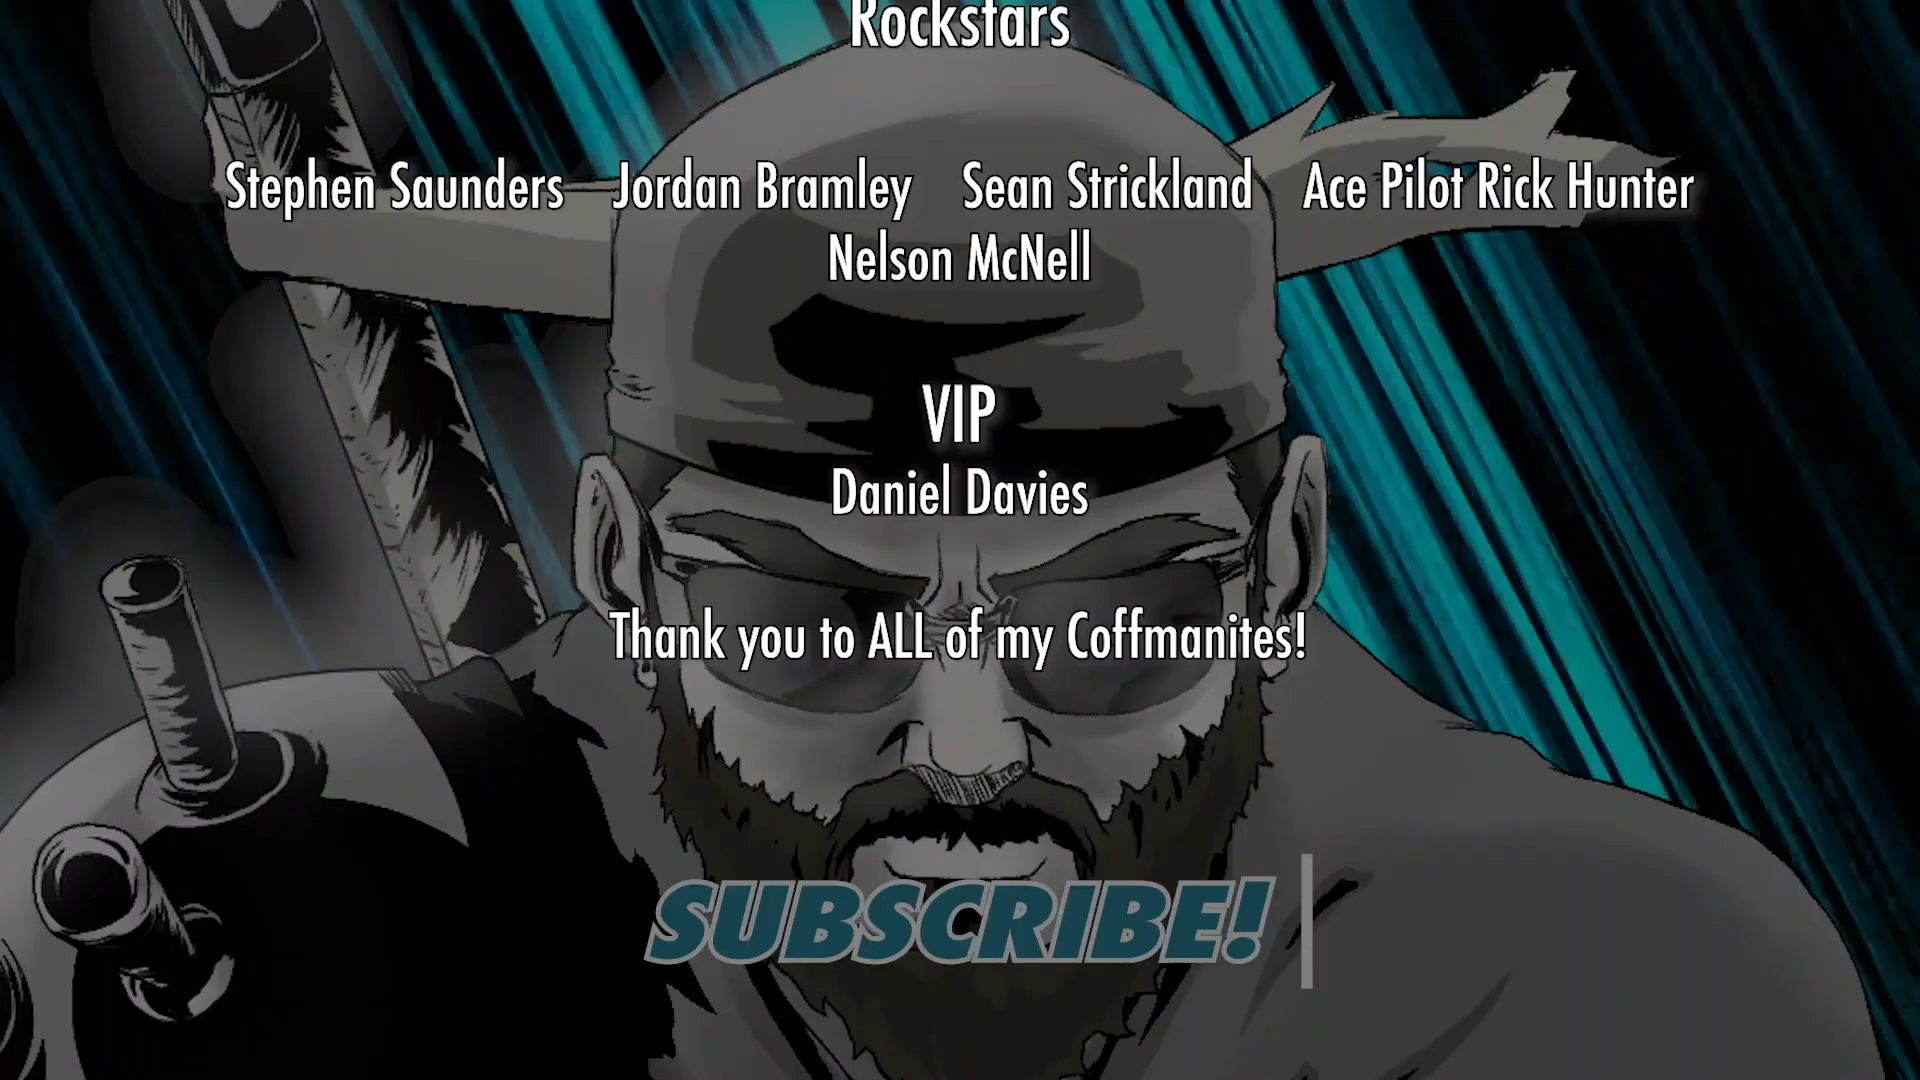 Rockstars
Stephen Saunders Jordan Bramley Sean Strickland Ace Pilot Rick Hunter
Nelson McNell
VIP
Daniel Davies
Thank you to ALL of my Coffmanites!
SUBSCRIBE!